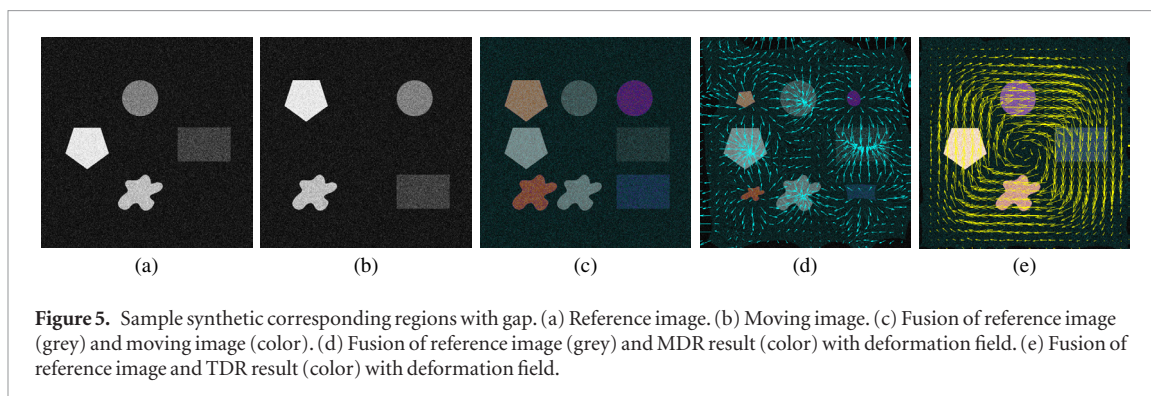 (a) (b) (c) (d) (e)
Figure 5. Sample synthetic corresponding regions with gap. (a) Reference image. (b) Moving image. (c) Fusion of reference image
(grey) and moving image (color). (d) Fusion of reference image (grey) and MDR result (color) with deformation field. (e) Fusion of
reference image and TDR result (color) with deformation field.